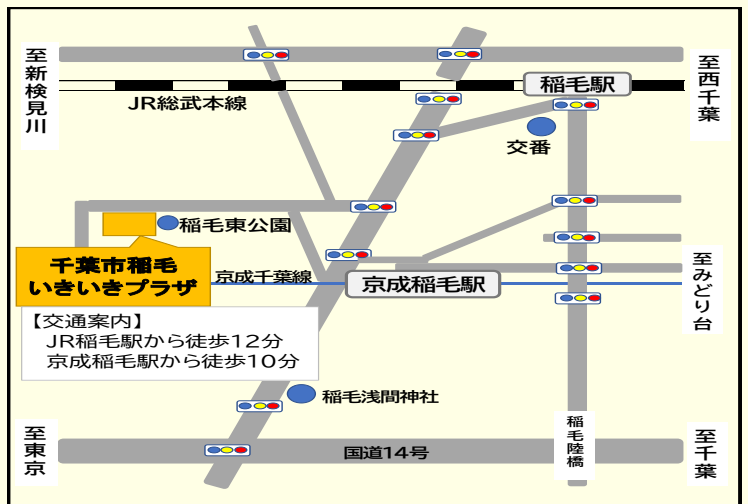 至新検見川
稲毛駅
至西千葉
JR総武本線
交番
稲毛東公園
千葉市稲毛
いきいきプラザ
京成千葉線
京成稲毛駅
至みどり台
【交通案内】
JR稲毛駅から徒歩12分
京成稲毛駅から徒歩10分
稲毛浅間神社
至東京
国道14号
稲毛陸橋
至千葉